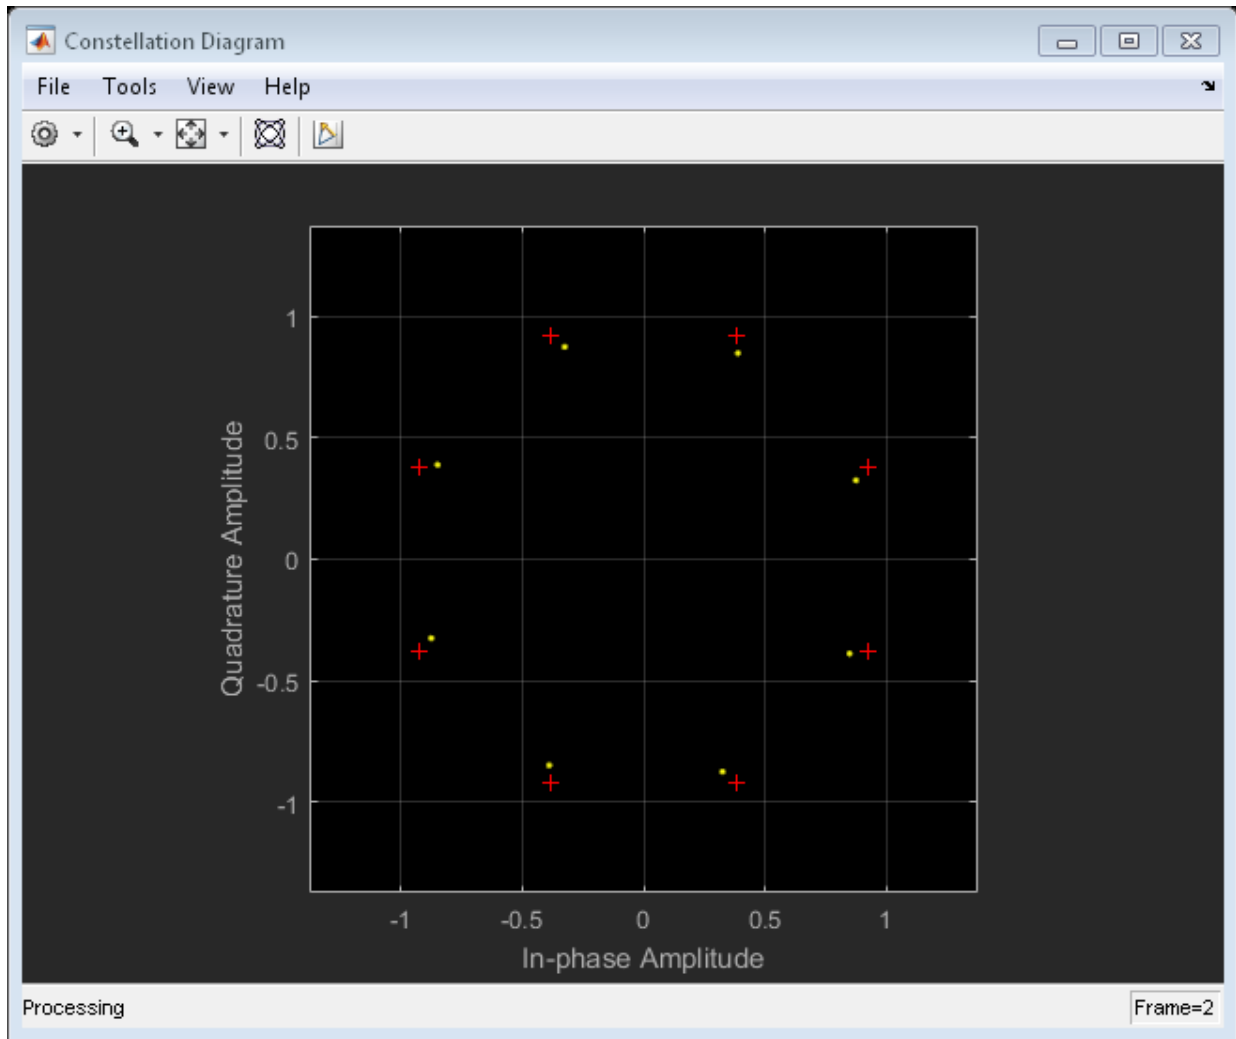 Constellation Diagram
File Tools View Help
1
0.5
0
-0.5
-1
Quadrature Amplitude
-1 -0.5 0 0.5 1
In-phase Amplitude
Processing Frame=2